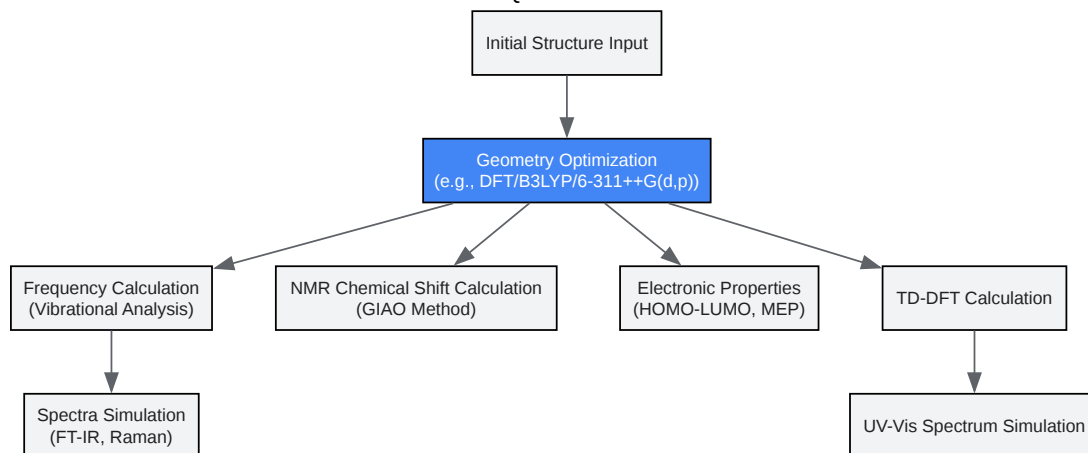 Initial Structure Input
Geometry Optimization
(e.g., DFT/B3LYP/6-311++G(d,p))
Frequency Calculation
(Vibrational Analysis)
NMR Chemical Shift Calculation
(GIAO Method)
Electronic Properties
(HOMO-LUMO, MEP)
TD-DFT Calculation
Spectra Simulation
(FT-IR, Raman)
UV-Vis Spectrum Simulation